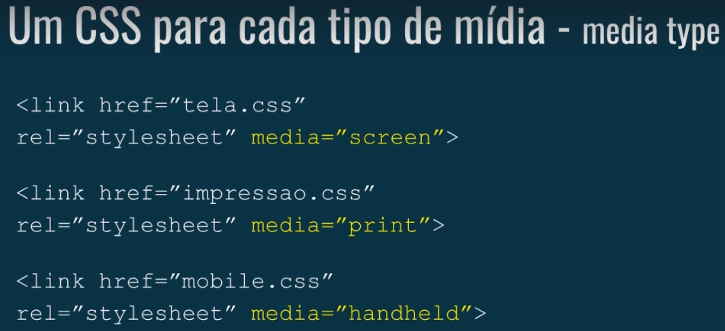 Um CSS para cada tipo de mídia - media type
<link href=”tela.css”
rel=”stylesheet” media=”screen”>
<link href=”impressao.css”
rel=”stylesheet” media=”print”>
<link href=”mobile.css”
rel=”stylesheet” media=”handheld”>